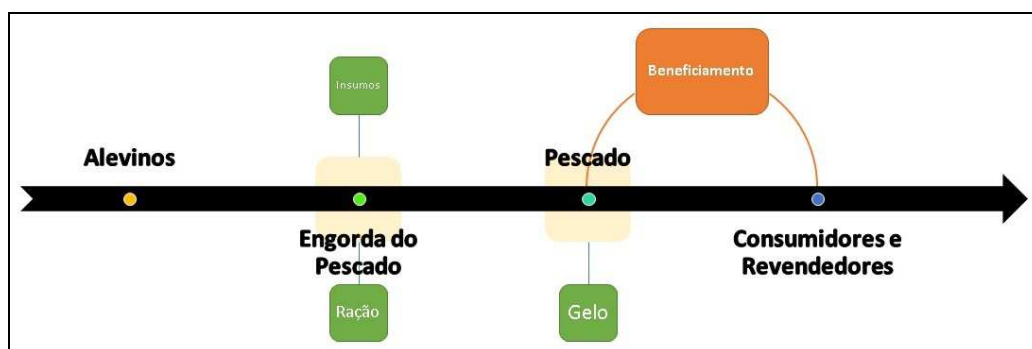 Beneficiamento
Insumos
Alevinos
Pescado
Engorda do
Pescado
Consumidores e
Revendedores
Ração
Gelo